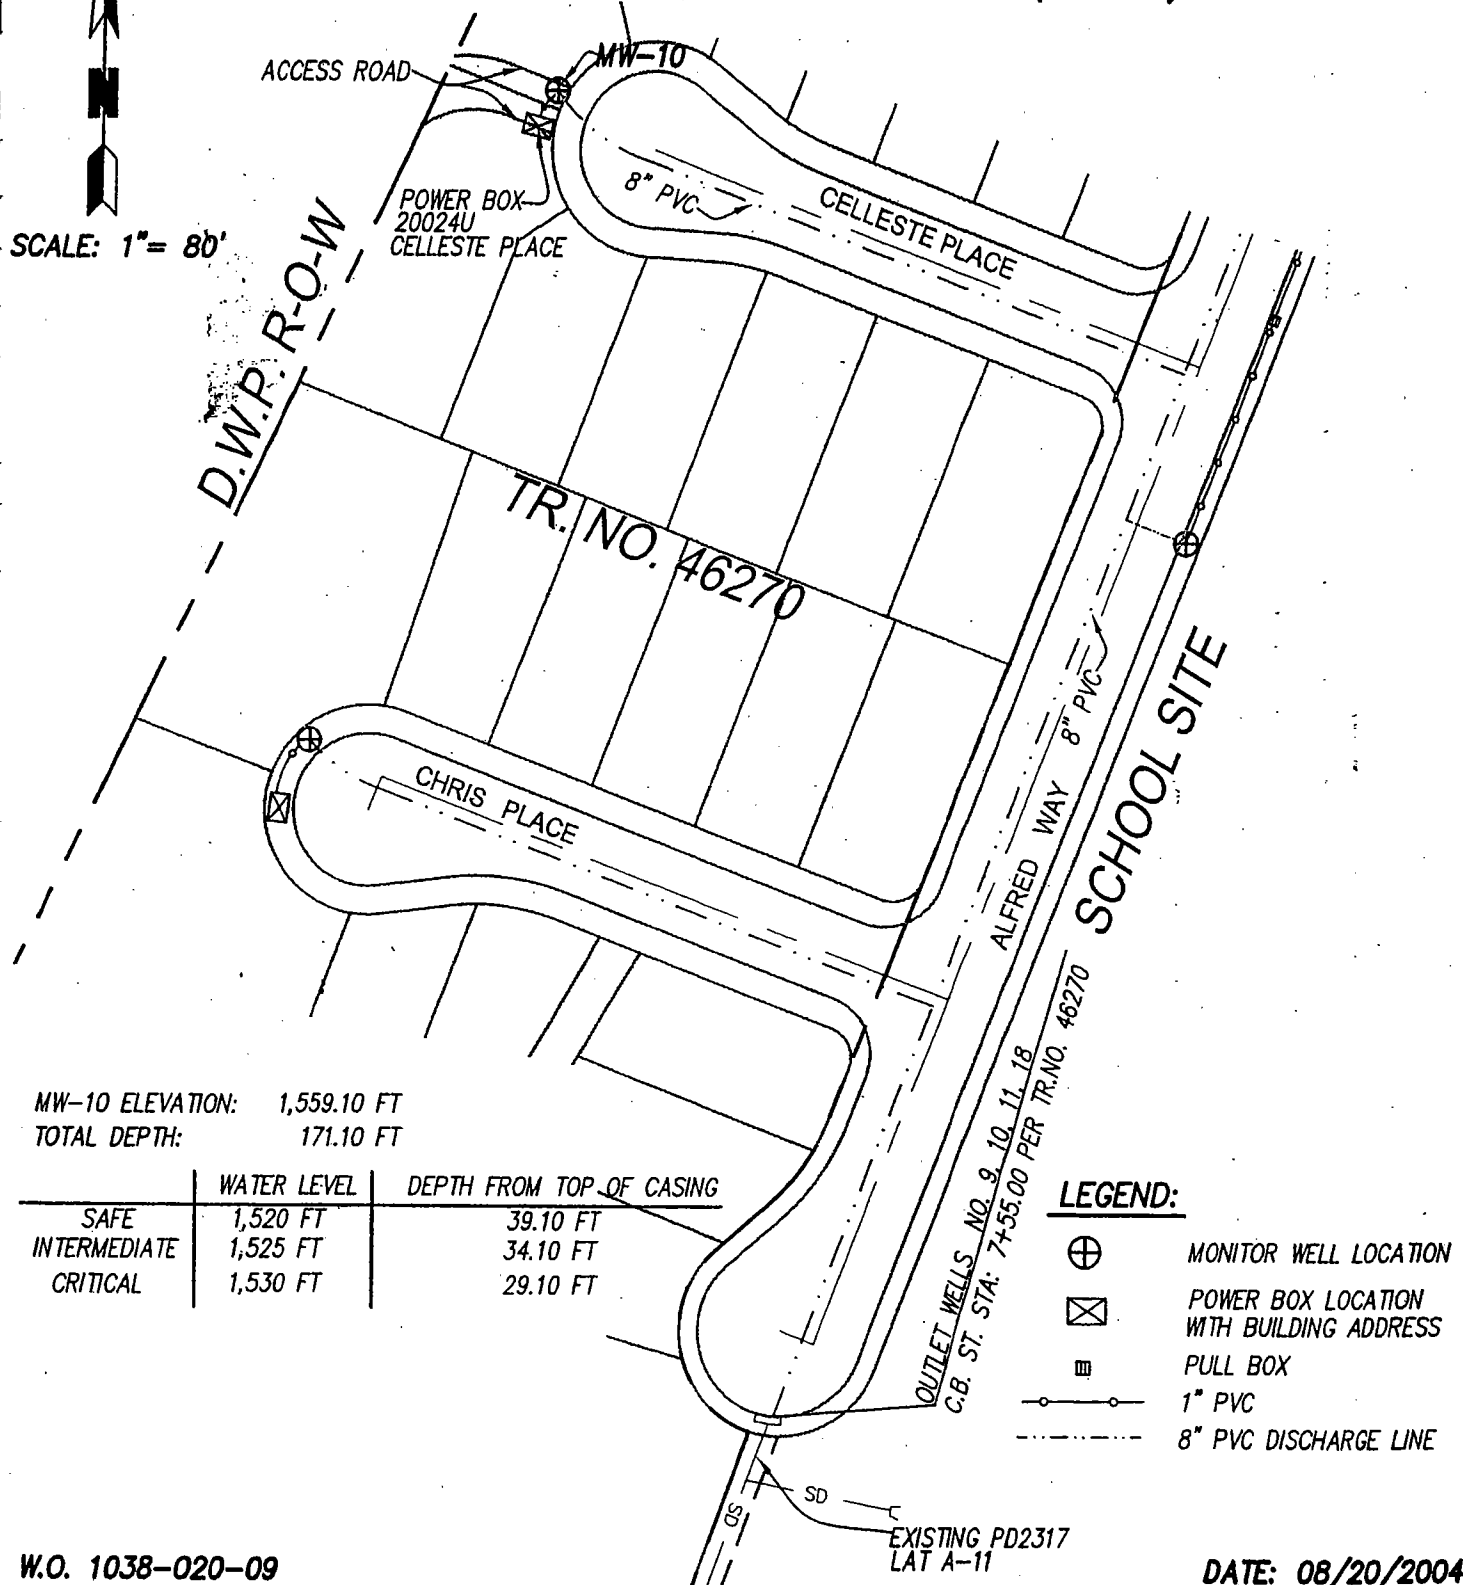 N
SCALE: 1"= 80'
ACCESS ROAD
MW-10
POWER BOX
20024U
CELLESTE PLACE
8" PVC
CELLESTE PLACE
D.W.P. R-O-W
TR. NO. 46270
CHRIS PLACE
ALFRED WAY
8" PVC
SCHOOL SITE
OUTLET WELLS NO. 9, 10, 11, 18
C.B. ST. STA: 7+55.00 PER TR.NO. 46270
MW-10 ELEVATION: 1,559.10 FT
TOTAL DEPTH: 171.10 FT
WATER LEVEL DEPTH FROM TOP OF CASING
SAFE 1,520 FT 39.10 FT
INTERMEDIATE 1,525 FT 34.10 FT
CRITICAL 1,530 FT 29.10 FT
LEGEND:
MONITOR WELL LOCATION
POWER BOX LOCATION
WITH BUILDING ADDRESS
PULL BOX
1" PVC
8" PVC DISCHARGE LINE
SD
SD
EXISTING PD2317
LAT A-11
W.O. 1038-020-09
DATE: 08/20/2004